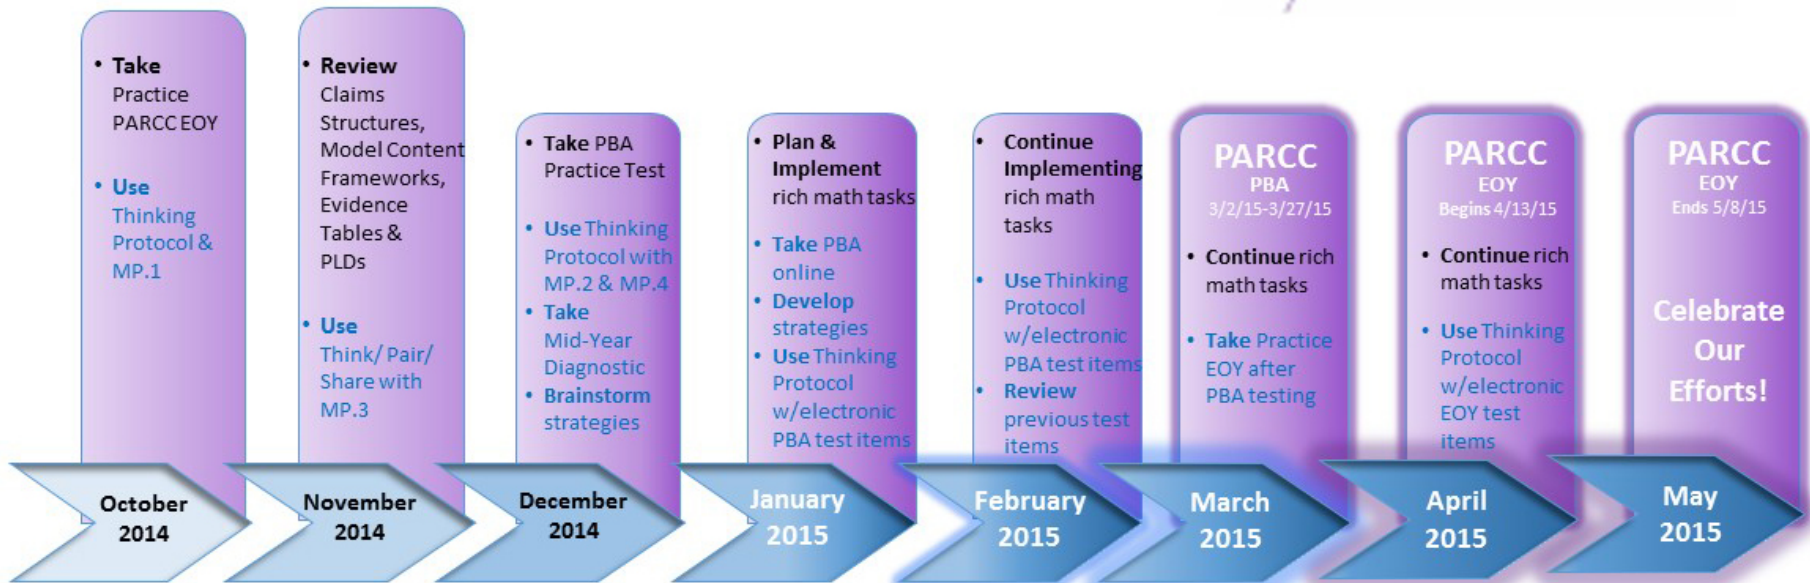 • Take
Practice
PARCC EOY
• Use
Thinking
Protocol &
MP.1
October
2014
• Review
Claims
Structures,
Model Content
Frameworks,
Evidence
Tables &
PLDs
• Use
Think/ Pair/
Share with
MP.3
November
2014
• Take PBA
Practice Test
• Use Thinking
Protocol with
MP.2 & MP.4
• Take
Mid-Year
Diagnostic
• Brainstorm
strategies
December
2014
• Plan &
Implement
rich math tasks
• Take PBA
online
• Develop
strategies
• Use Thinking
Protocol
w/electronic
PBA test items
January
2015
• Continue
Implementing
rich math
tasks
• Use Thinking
Protocol
w/electronic
PBA test items
• Review
previous test
items
February
2015
PARCC
PBA
3/2/15-3/27/15
• Continue rich
math tasks
• Take Practice
EOY after
PBA testing
March
2015
PARCC
EOY
Begins 4/13/15
• Continue rich
math tasks
• Use Thinking
Protocol
w/electronic
EOY test
items
April
2015
PARCC
EOY
Ends 5/8/15
Celebrate
Our
Efforts!
May
2015